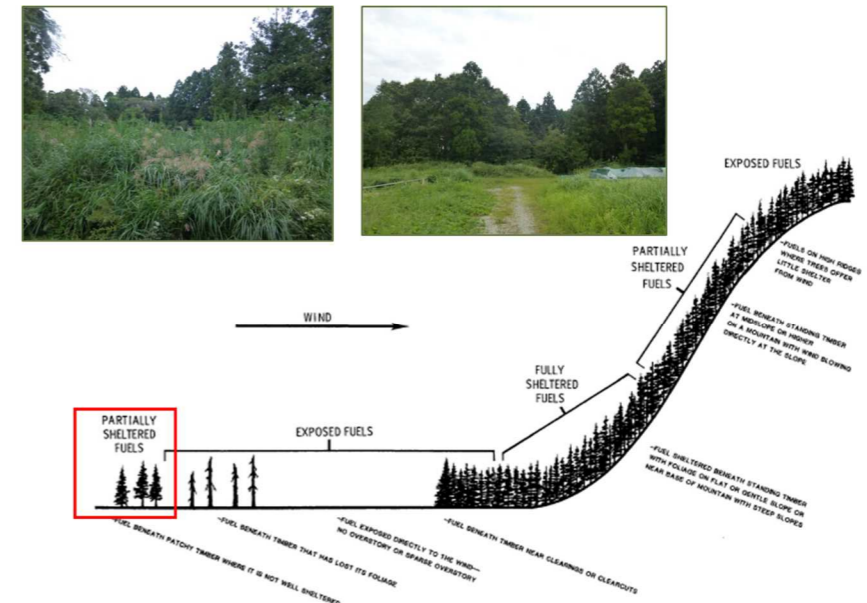 EXPOSED FUELS
PARTIALLY
SHELTERED
FUELS
-FUELS ON HIGH RIDGES
WHERE TREES OFFER
LITTLE SHELTER
FROM WIND
-FUEL BENEATH STANDING TIMBER
AT MIDSLOPE OR HIGHER
ON A MOUNTAIN WITH WIND BLOWING
DIRECTLY AT THE SLOPE
WIND
FULLY
SHELTERED
FUELS
PARTIALLY
SHELTERED
FUELS
EXPOSED FUELS
-FUEL SHELTERED BENEATH STANDING TIMBER
WITH FOLIAGE ON FLAT OR GENTLE SLOPE OR
NEAR BASE OF MOUNTAIN WITH STEEP SLOPES
-FUEL BENEATH PATCHY TIMBER WHERE IT IS NOT WELL SHELTERED
-FUEL BENEATH TIMBER THAT HAS LOST ITS FOLIAGE
-FUEL EXPOSED DIRECTLY TO THE WIND—
NO OVERSTORY OR SPARSE OVERSTORY
-FUEL BENEATH TIMBER NEAR CLEARINGS OR CLEARCUTS